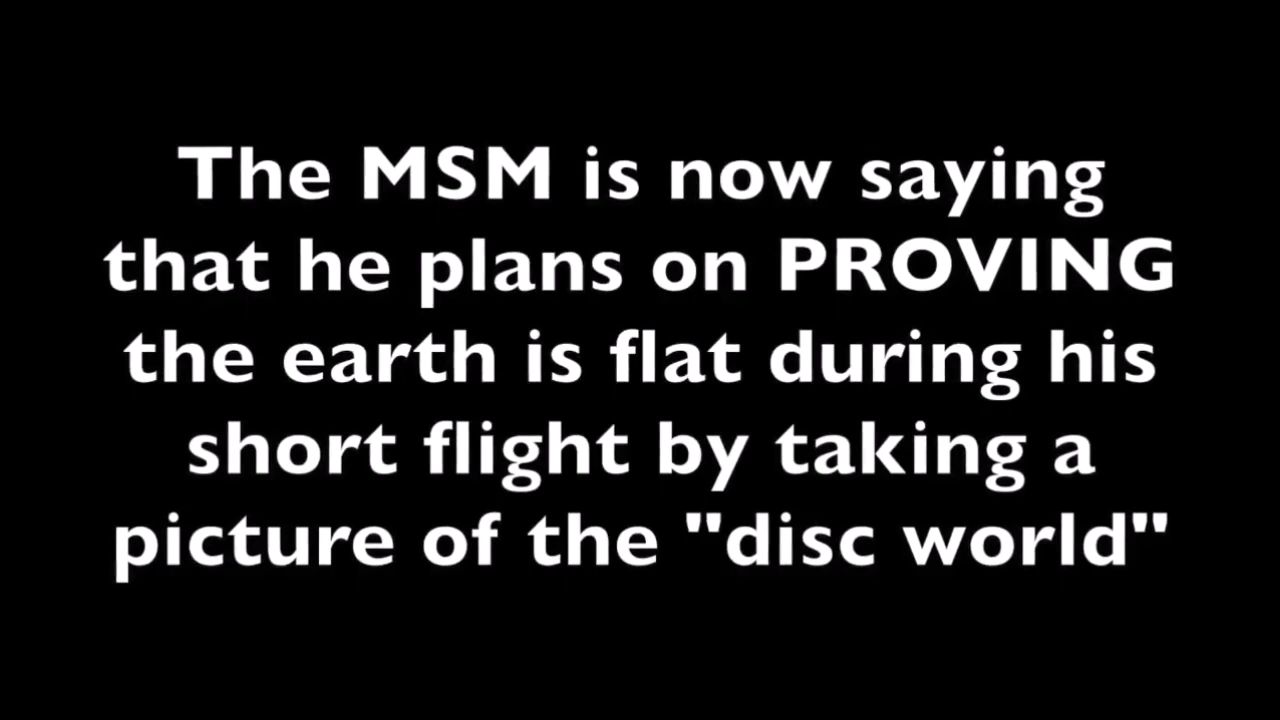 The MSM is now saying
that he plans on PROVING
the earth is flat during his
short flight by taking a
picture of the "disc world"